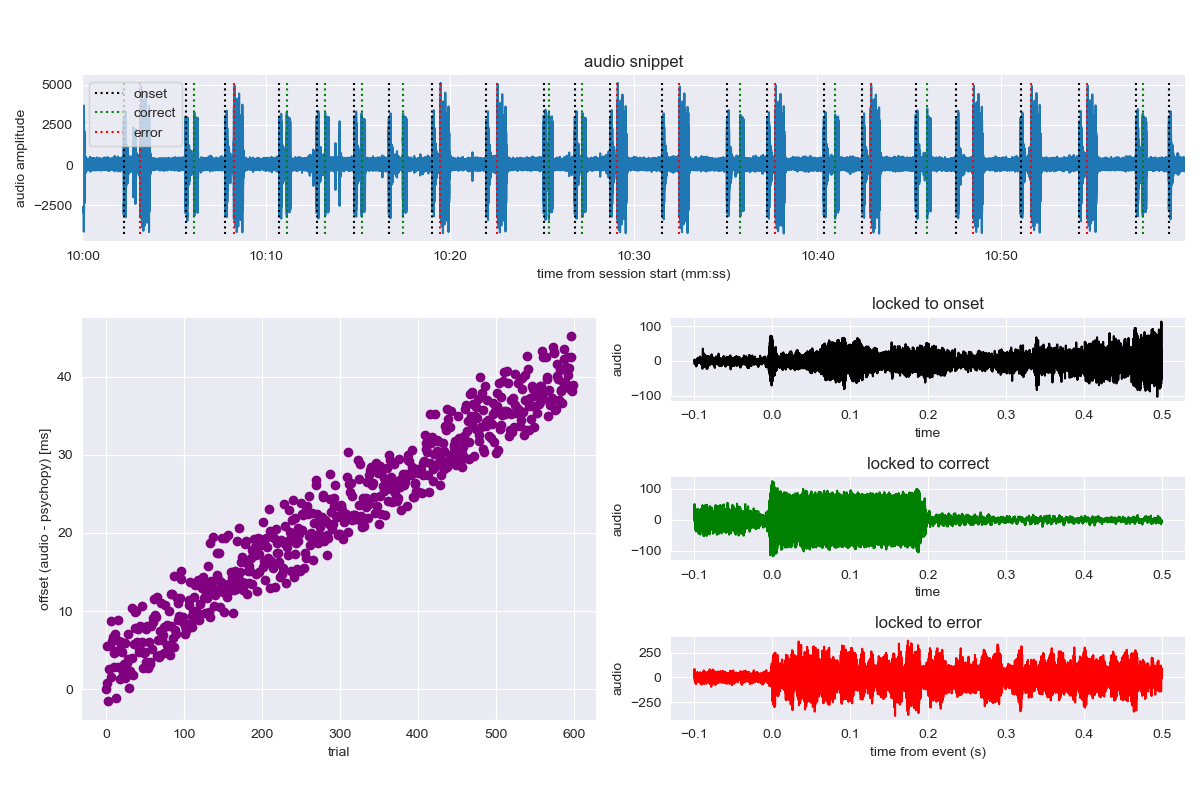 audio snippet
5000
2500
0
−2500
audio amplitude
onset
correct
error
10:00 10:10 10:20 10:30 10:40 10:50
time from session start (mm:ss)
40
30
20
10
0
offset (audio - psychopy) [ms]
0 100 200 300 400 500 600
trial
locked to onset
100
0
−100
audio
−0.1 0.0 0.1 0.2 0.3 0.4 0.5
time
locked to correct
100
0
−100
audio
−0.1 0.0 0.1 0.2 0.3 0.4 0.5
time
locked to error
250
0
−250
audio
−0.1 0.0 0.1 0.2 0.3 0.4 0.5
time from event (s)